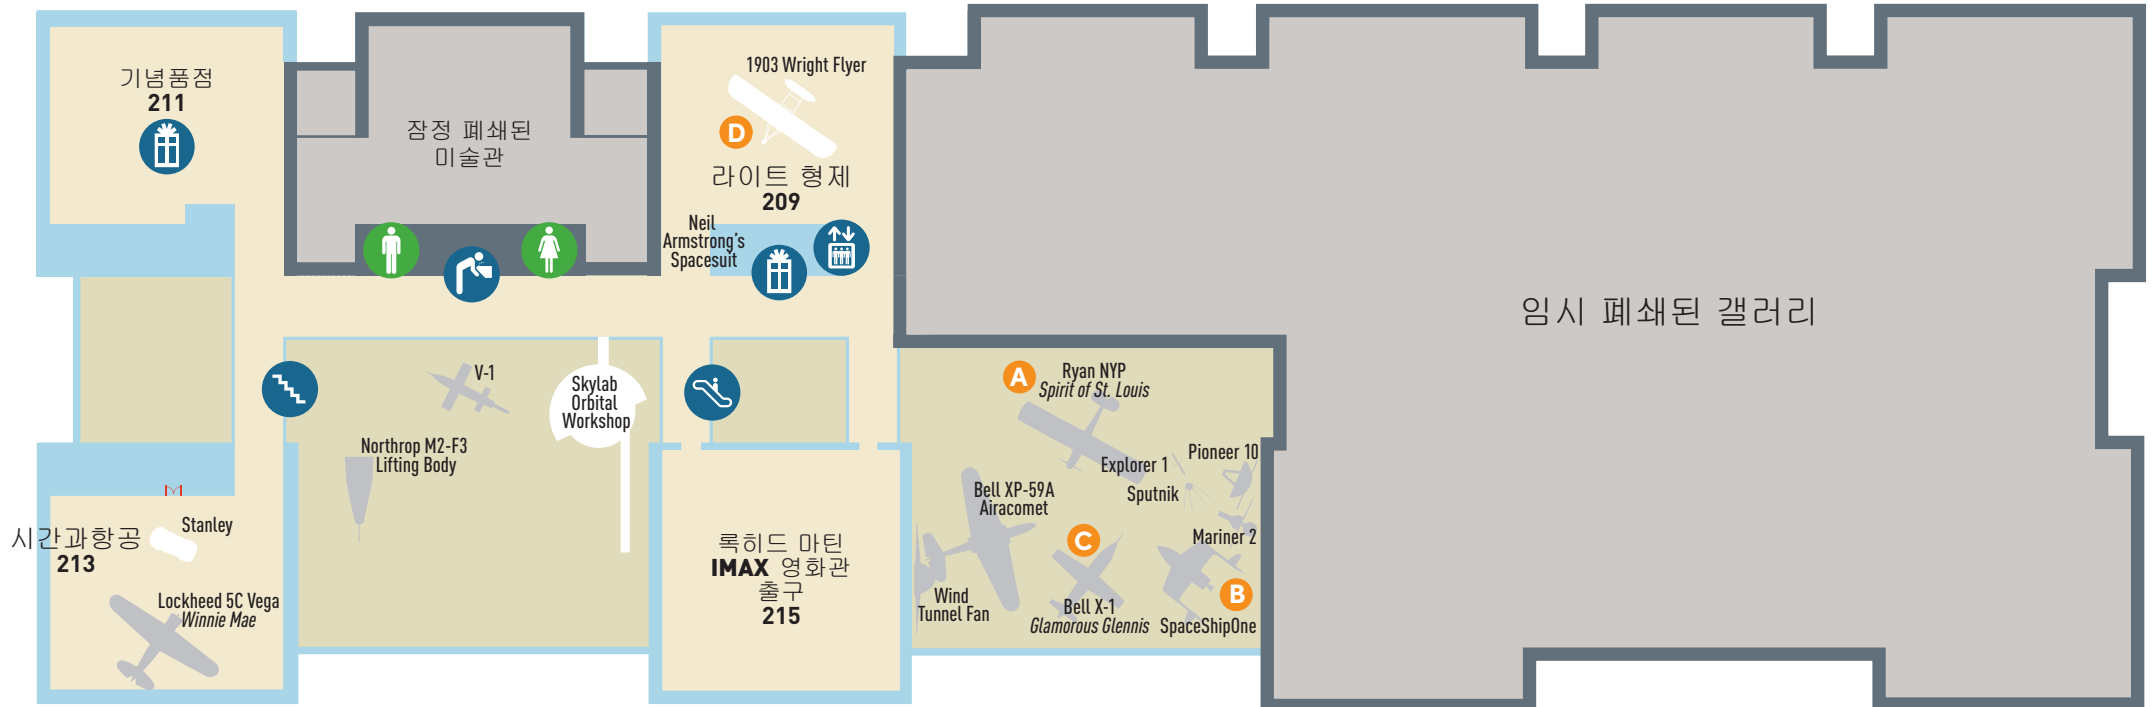 기념품점
211
잠정 폐쇄된
미술관
1903 Wright Flyer
D
라이트 형제
209
Neil
Armstrong's
Spacesuit
임시 폐쇄된 갤러리
V-1
Skylab
Orbital
Workshop
Northrop M2-F3
Lifting Body
A
Ryan NYP
Spirit of St. Louis
Explorer 1
Pioneer 10
Sputnik
Bell XP-59A
Airacomet
Mariner 2
C
B
Wind
Tunnel Fan
Bell X-1
Glamorous Glennis
SpaceShipOne
시간과항공
213
Stanley
Lockheed 5C Vega
Winnie Mae
록히드 마틴
IMAX 영화관
출구
215